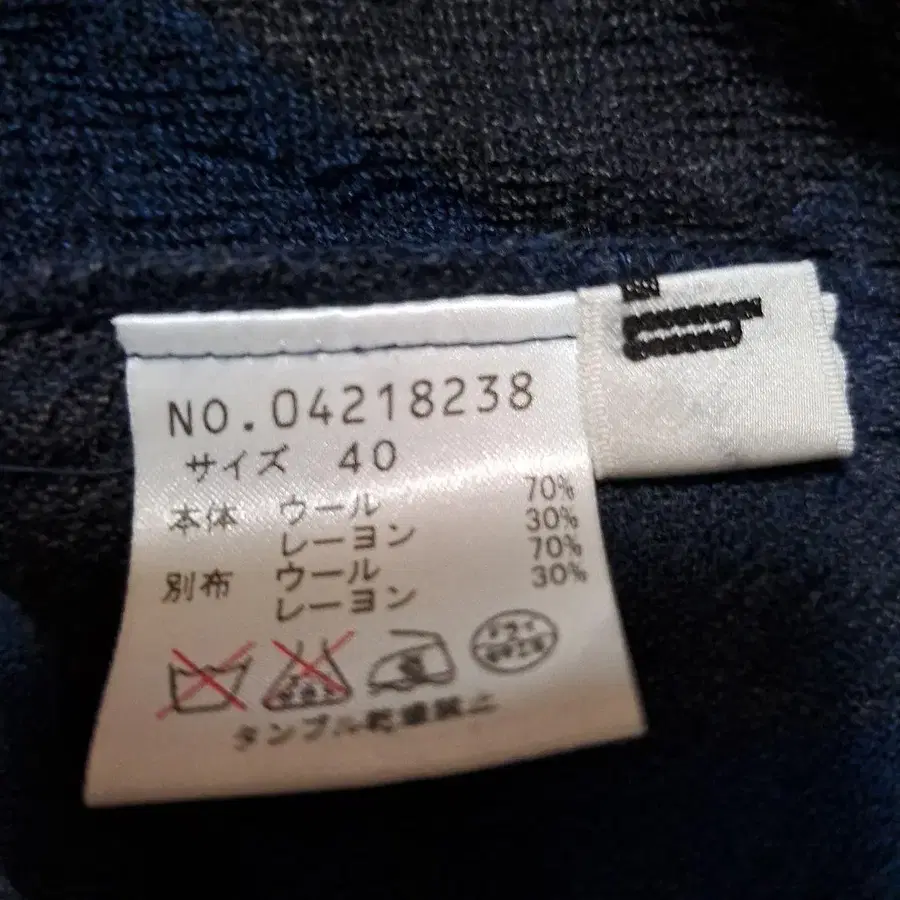 NO.04218238
サイズ 40
本体 ウール 70%
レーヨン 30%
別布 ウール 70%
レーヨン 30%
タンブル乾燥禁止